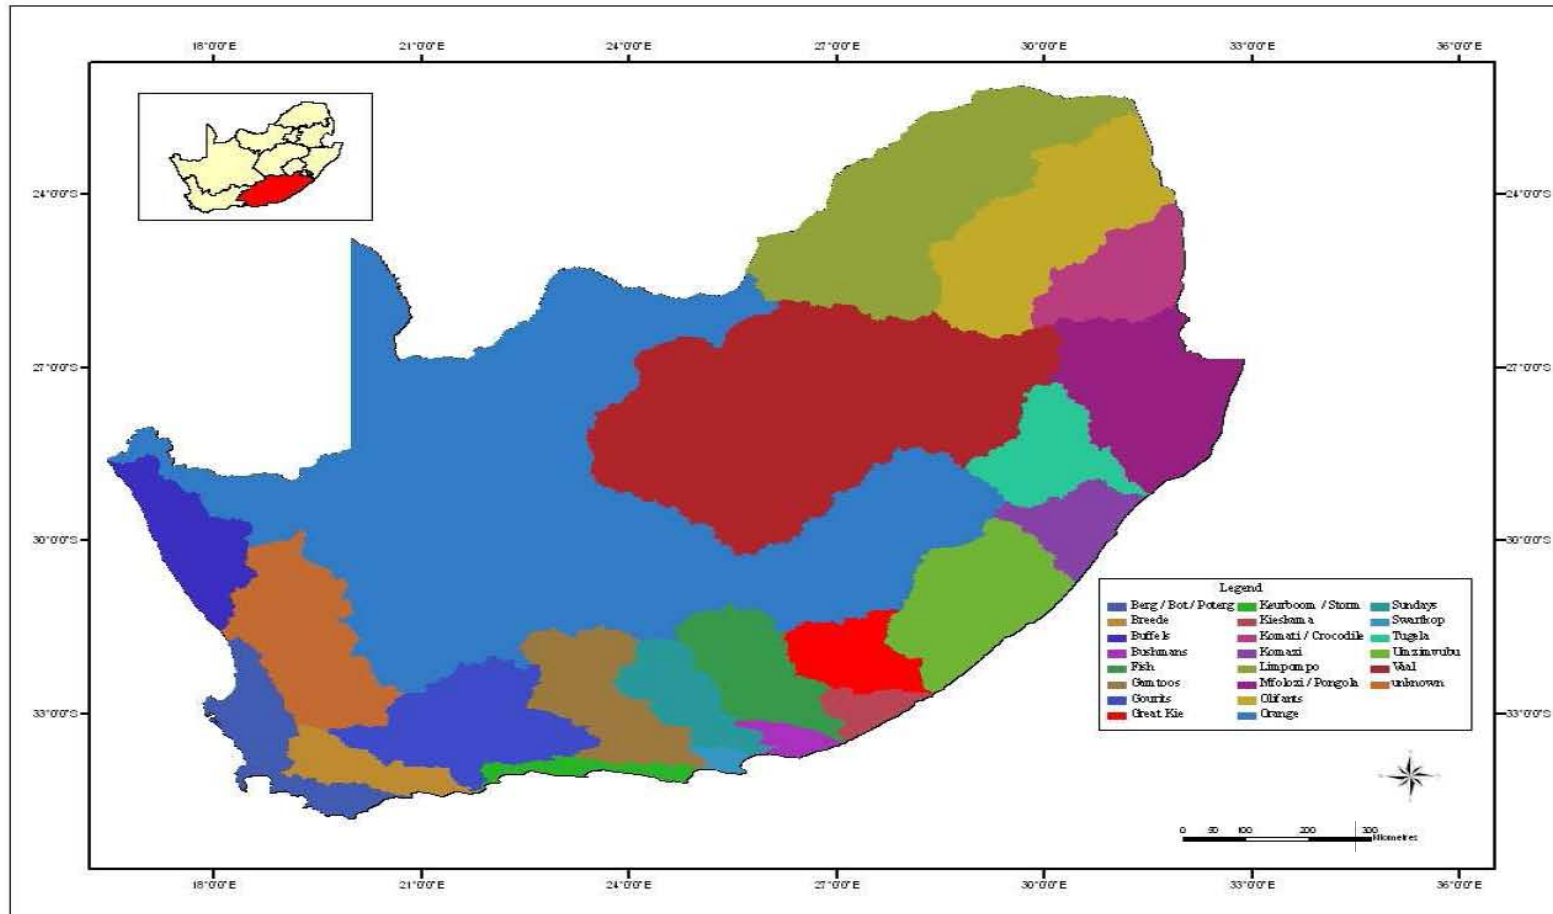 18°0'0"E 21°0'0"E 24°0'0"E 27°0'0"E 30°0'0"E 33°0'0"E 36°0'0"E
24°0'0"S 24°0'0"S
27°0'0"S 27°0'0"S
30°0'0"S 30°0'0"S
Legend
Berg / Bot / Poterg Keurboom / Storm Sundays
Breede Kieskama Swartkop
Buffels Komati / Crocodile Tugela
Bushmans Komazi Umzimvubu
Fish Limpompo Vaal
Gamtoos Mfolozi / Pongola unknown
Gourits Olifants
Great Kie Orange
33°0'0"S 33°0'0"S
0 50 100 200 300
Kilometres
18°0'0"E 21°0'0"E 24°0'0"E 27°0'0"E 30°0'0"E 33°0'0"E 36°0'0"E